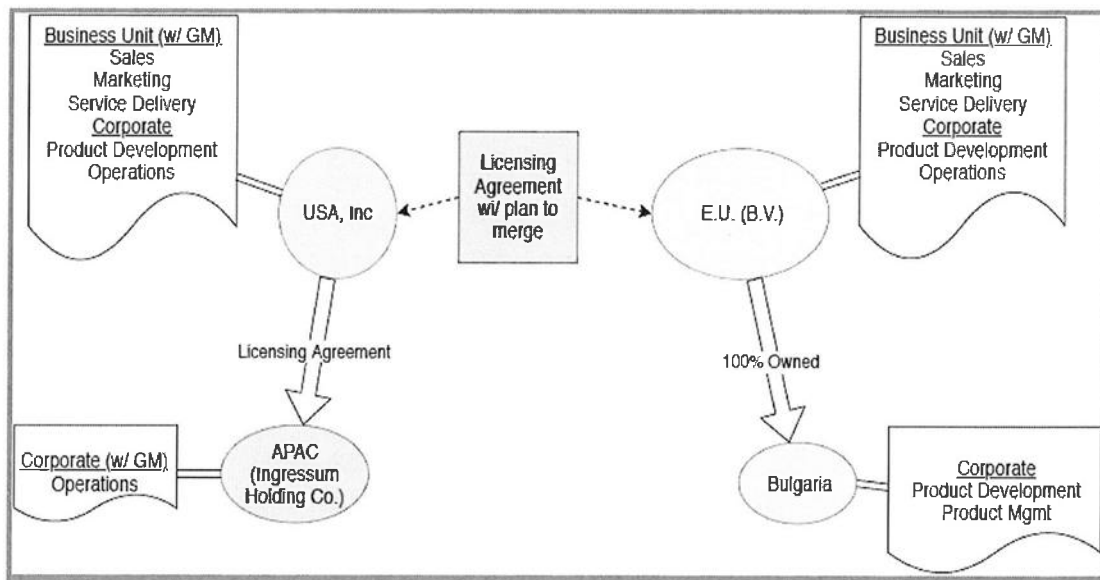 Business Unit (w/ GM)
Sales
Marketing
Service Delivery
Corporate
Product Development
Operations
Business Unit (w/ GM)
Sales
Marketing
Service Delivery
Corporate
Product Development
Operations
USA, Inc
Licensing
Agreement
wi/ plan to
merge
E.U. (B.V.)
Licensing Agreement
100% Owned
Corporate (w/ GM)
Operations
APAC
(Ingressum
Holding Co.)
Bulgaria
Corporate
Product Development
Product Mgmt